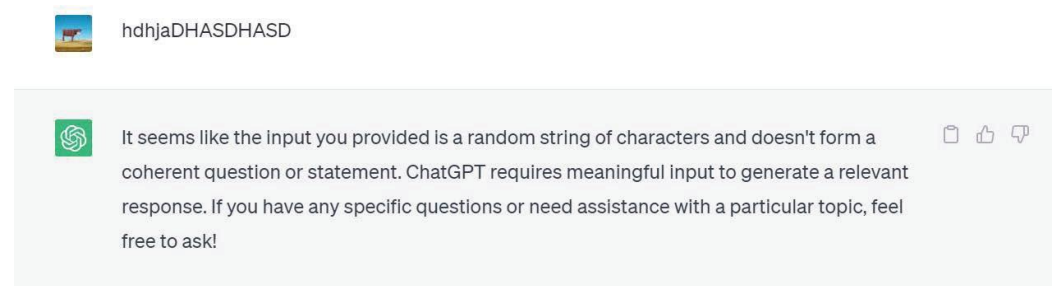 hdhjaDHASDHASD
It seems like the input you provided is a random string of characters and doesn't form a
coherent question or statement. ChatGPT requires meaningful input to generate a relevant
response. If you have any specific questions or need assistance with a particular topic, feel
free to ask!